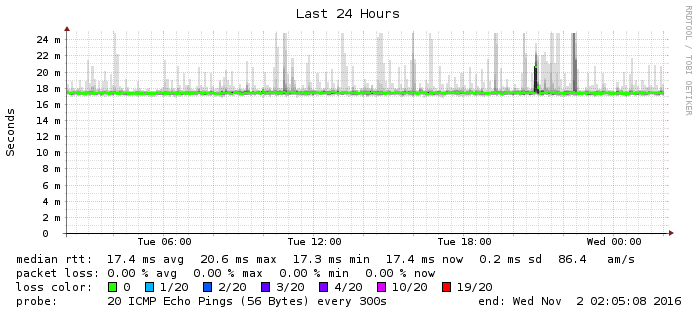 Last 24 Hours
RRDTOOL / TOBI OETIKER
Seconds
24 m
22 m
20 m
18 m
16 m
14 m
12 m
10 m
8 m
6 m
4 m
2 m
0
Tue 06:00 Tue 12:00 Tue 18:00 Wed 00:00
median rtt: 17.4 ms avg 20.6 ms max 17.3 ms min 17.4 ms now 0.2 ms sd 86.4 am/s
packet loss: 0.00 % avg 0.00 % max 0.00 % min 0.00 % now
loss color: 0 1/20 2/20 3/20 4/20 10/20 19/20
probe: 20 ICMP Echo Pings (56 Bytes) every 300s end: Wed Nov 2 02:05:08 2016